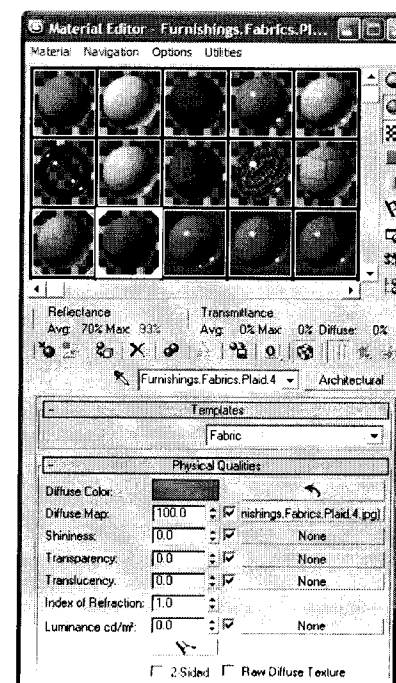 Material Editor - Furnishings.Fabrics.Pl...
Material Navigation Options Utilities
Reflectance Transmittance
Avg: 70% Max: 93% Avg: 0% Max: 0% Diffuse: 0%
Furnishings.Fabrics.Plaid.4 Architectural
- Templates
Fabric
- Physical Qualities
Diffuse Color:
Diffuse Map: 100.0 nishings.Fabrics.Plaid.4.jpg)
Shininess: 0.0 None
Transparency: 0.0 None
Translucency: 0.0 None
Index of Refraction: 1.0
Luminance cd/m²: 0.0 None
2-Sided Raw Diffuse Texture